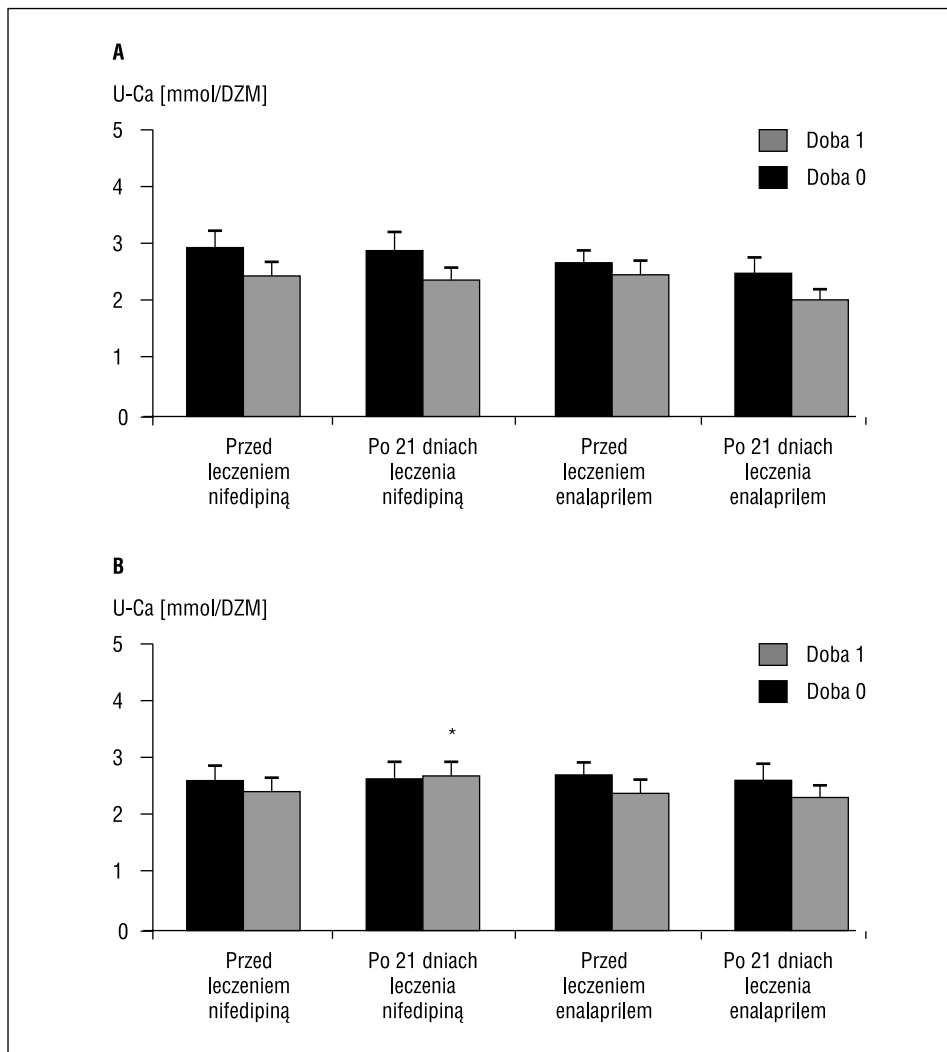 A
U-Ca [mmol/DZM]
5
4
3
2
1
0
Doba 1
Doba 0
Przed
leczeniem
nifedipiną
Po 21 dniach
leczenia
nifedipiną
Przed
leczeniem
enalaprilem
Po 21 dniach
leczenia
enalaprilem
B
U-Ca [mmol/DZM]
5
4
3
2
1
0
Doba 1
Doba 0
*
Przed
leczeniem
nifedipiną
Po 21 dniach
leczenia
nifedipiną
Przed
leczeniem
enalaprilem
Po 21 dniach
leczenia
enalaprilem